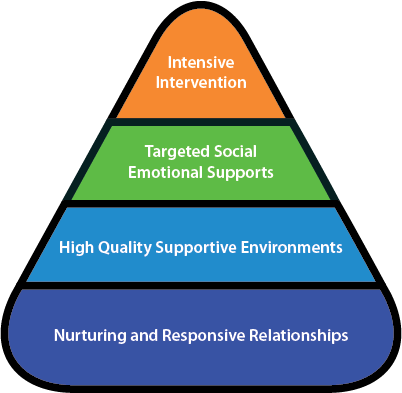 Intensive
Intervention
Targeted Social
Emotional Supports
High Quality Supportive Environments
Nurturing and Responsive Relationships